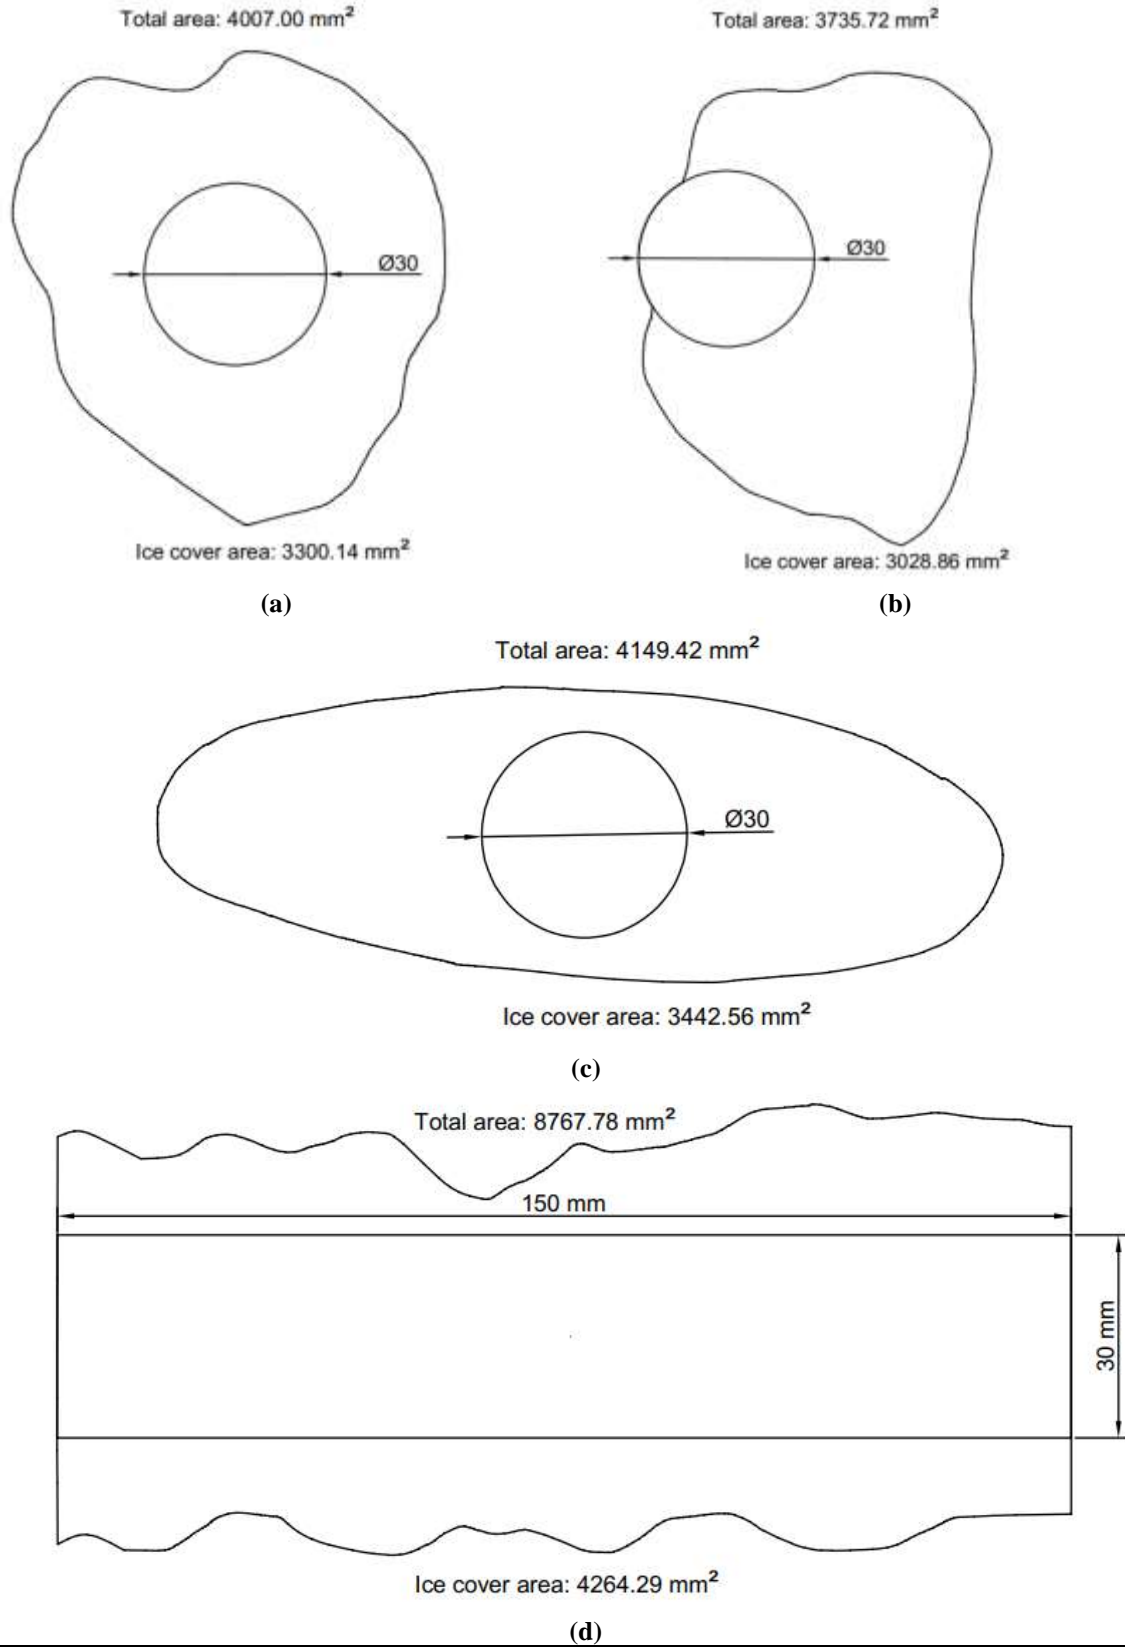 Total area: 4007.00 mm²
Total area: 3735.72 mm²
Ø30
Ø30
Ice cover area: 3300.14 mm²
Ice cover area: 3028.86 mm²
(a)
(b)
Total area: 4149.42 mm²
Ø30
Ice cover area: 3442.56 mm²
(c)
Total area: 8767.78 mm²
150 mm
30 mm
Ice cover area: 4264.29 mm²
(d)